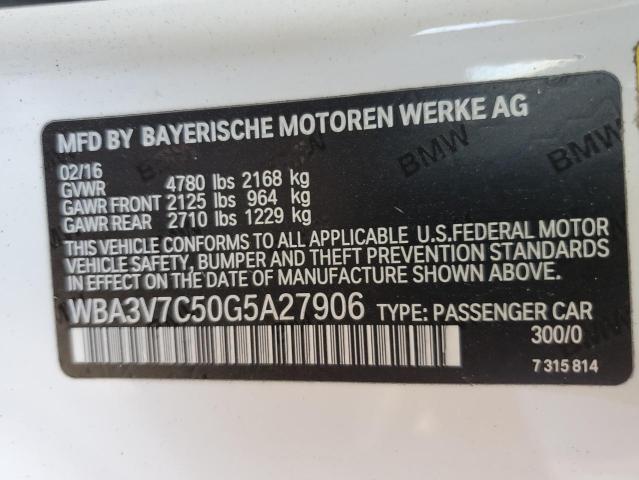 MFD BY BAYERISCHE MOTOREN WERKE AG
02/16
GVWR 4780 lbs 2168 kg
GAWR FRONT 2125 lbs 964 kg
GAWR REAR 2710 lbs 1229 kg
THIS VEHICLE CONFORMS TO ALL APPLICABLE U.S.FEDERAL MOTOR
VEHICLE SAFETY, BUMPER AND THEFT PREVENTION STANDARDS
IN EFFECT ON THE DATE OF MANUFACTURE SHOWN ABOVE.
WBA3V7C50G5A27906 TYPE: PASSENGER CAR
300/0
7 315 814
BMW
BMW
BMW